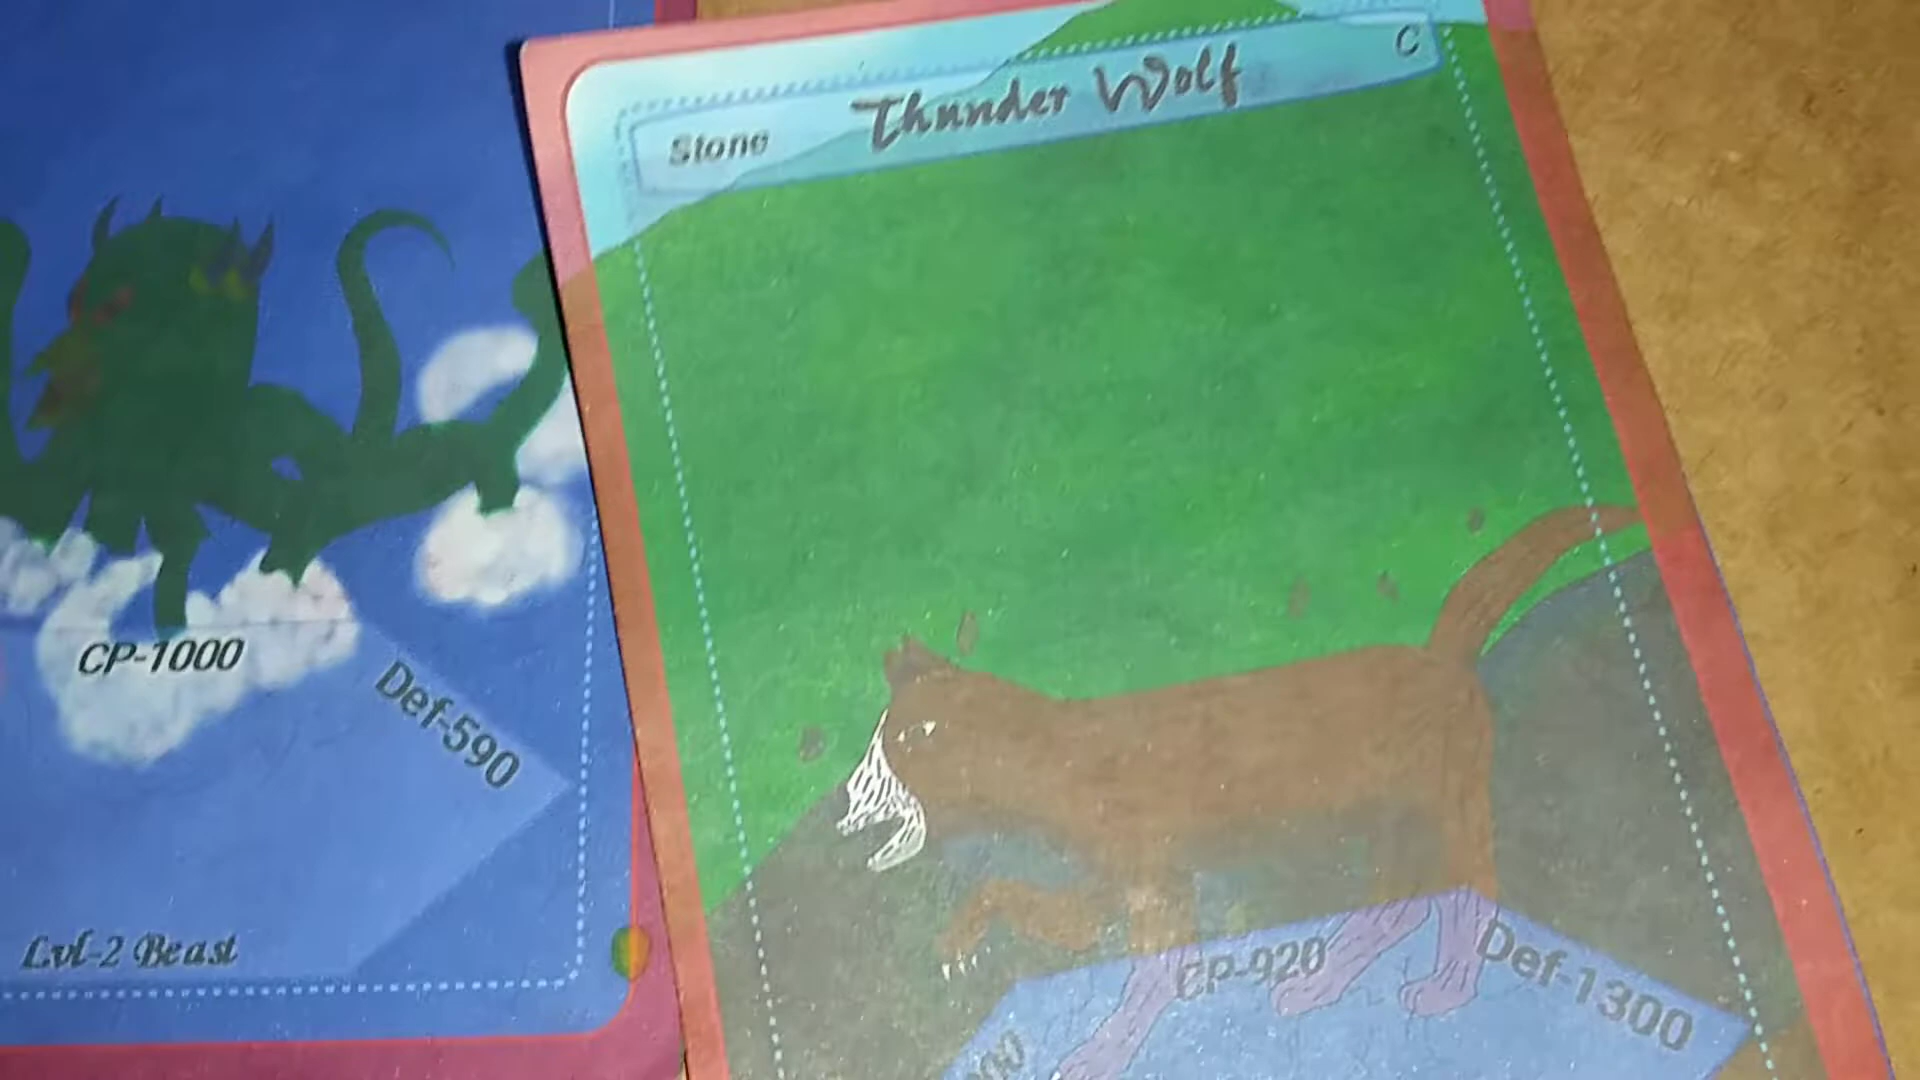 CP-1000
Def-590
Lvl-2 Beast
Stone Thunder Wolf C
CP-920
Def-1300